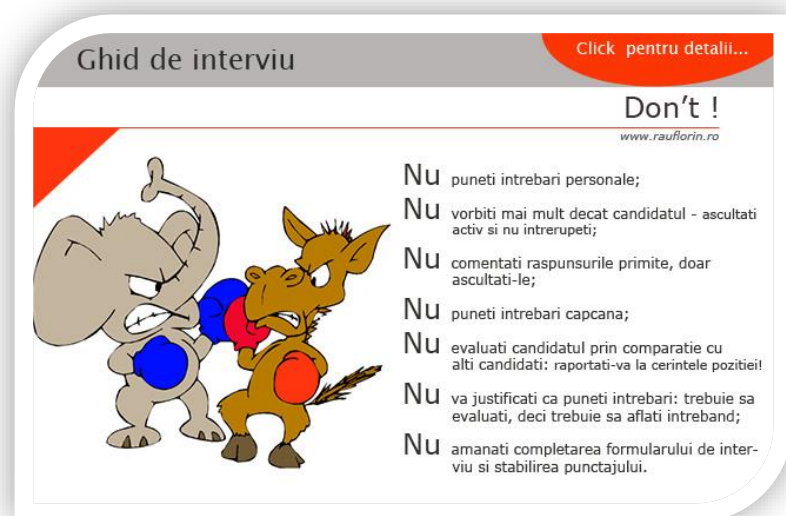 Ghid de interviu
Click pentru detalii...
Don't !
www.rauflorin.ro
Nu puneti intrebari personale;
Nu vorbiti mai mult decat candidatul - ascultati
activ si nu intrerupeti;
Nu comentati raspunsurile primite, doar
ascultati-le;
Nu puneti intrebari capcana;
Nu evaluati candidatul prin comparatie cu
alti candidati: raportati-va la cerintele pozitiei!
Nu va justificati ca puneti intrebari: trebuie sa
evaluati, deci trebuie sa aflati intreband;
Nu amanati completarea formularului de inter-
viu si stabilirea punctajului.